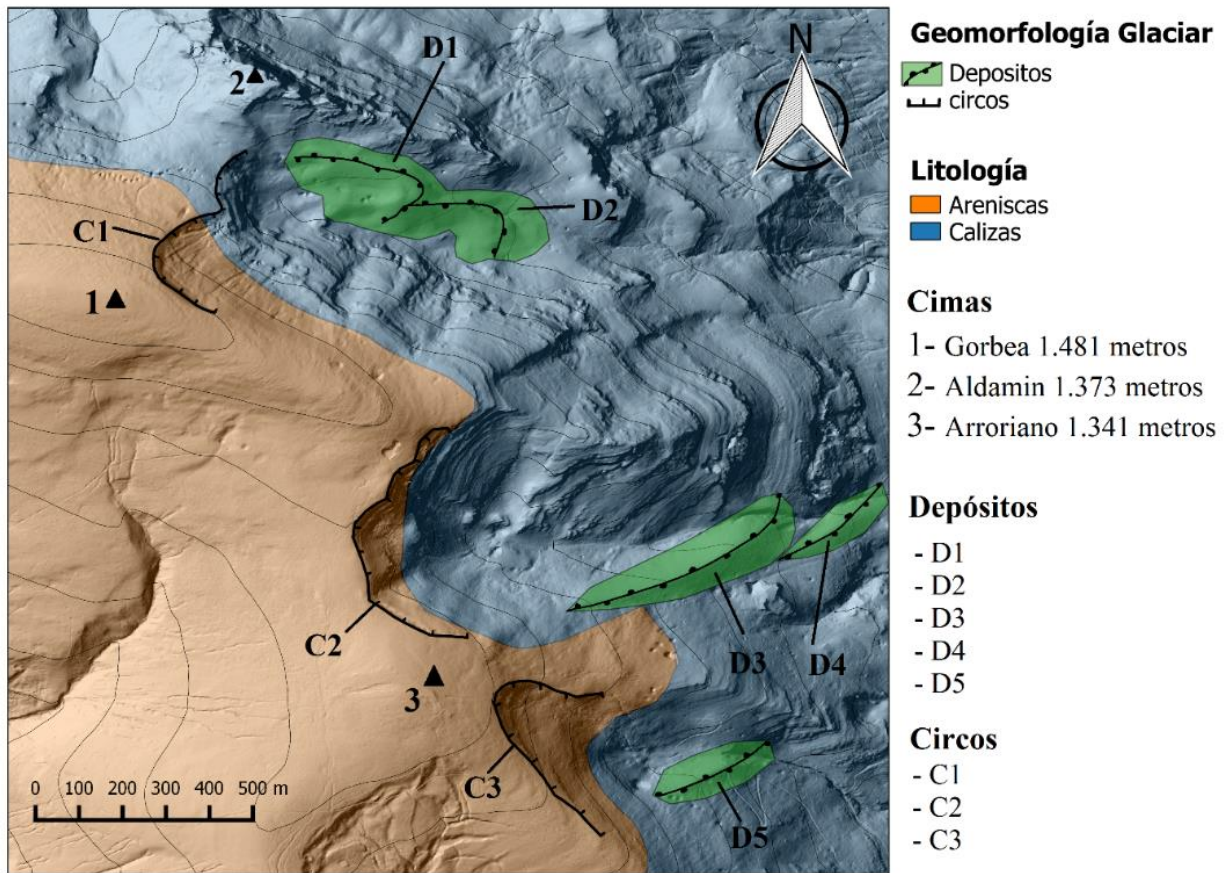 D1
2
C1
D2
1
C2
D3
D4
3
C3
D5
0 100 200 300 400 500 m
N
Geomorfología Glaciar
Depositos
circos
Litología
Areniscas
Calizas
Cimas
1- Gorbea 1.481 metros
2- Aldamin 1.373 metros
3- Arroriano 1.341 metros
Depósitos
- D1
- D2
- D3
- D4
- D5
Circos
- C1
- C2
- C3